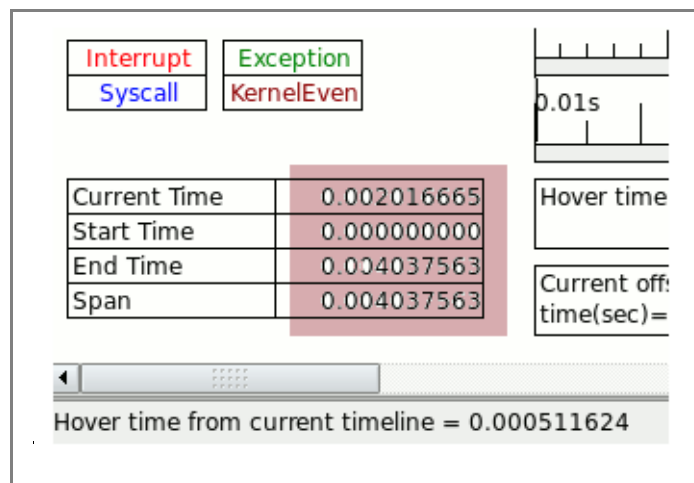 Interrupt Exception
Syscall KernelEven
0.01s
Current Time 0.002016665
Start Time 0.000000000
End Time 0.004037563
Span 0.004037563
Hover time
Current offs
time(sec)=
Hover time from current timeline = 0.000511624